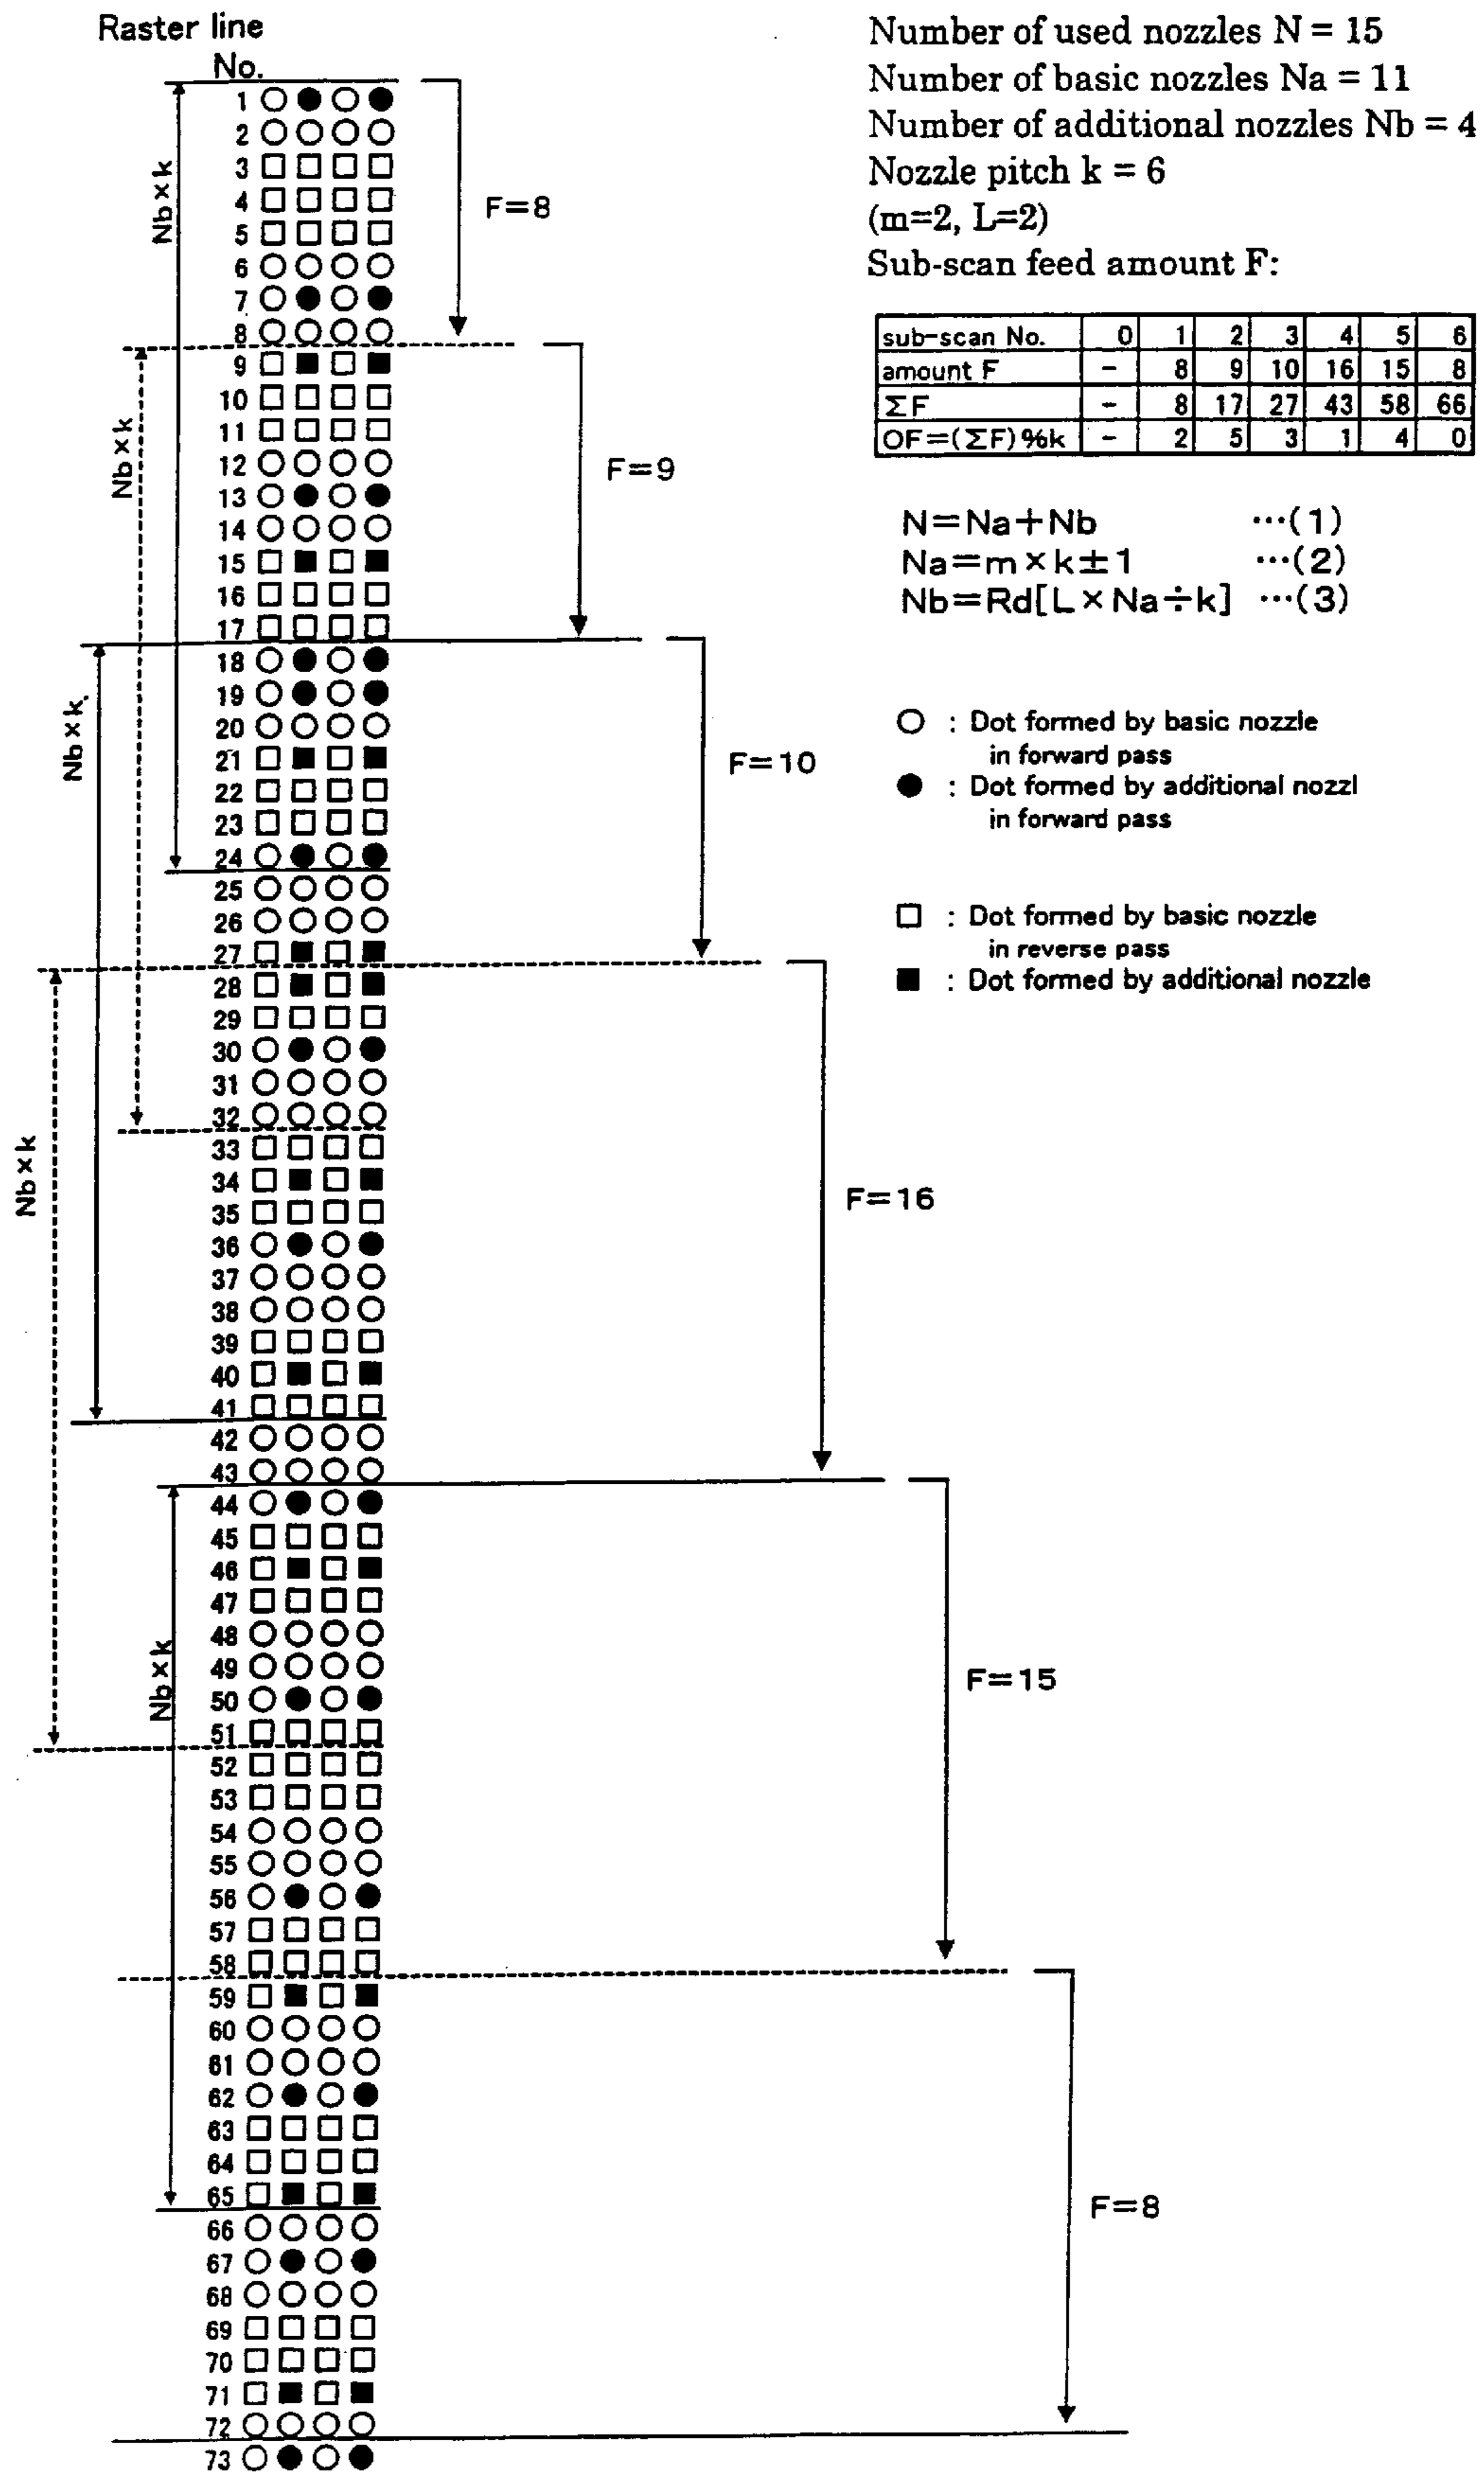 Raster line
No.
1
2
3
4
5
6
7
8
9
10
11
12
13
14
15
16
17
18
19
20
21
22
23
24
25
26
27
28
29
30
31
32
33
34
35
36
37
38
39
40
41
42
43
44
45
46
47
48
49
50
51
52
53
54
55
56
57
58
59
60
61
62
63
64
65
66
67
68
69
70
71
72
73
Nb×k
Nb×k
Nb×k
Nb×k
Nb×k
F=8
F=9
F=10
F=16
F=15
F=8
Number of used nozzles N = 15
Number of basic nozzles Na = 11
Number of additional nozzles Nb = 4
Nozzle pitch k = 6
(m=2, L=2)
Sub-scan feed amount F:
sub-scan No. 0 1 2 3 4 5 6
amount F − 8 9 10 16 15 8
ΣF − 8 17 27 43 58 66
OF=(ΣF)%k − 2 5 3 1 4 0
N=Na+Nb ···(1)
Na=m×k±1 ···(2)
Nb=Rd[L×Na÷k] ···(3)
○ : Dot formed by basic nozzle
in forward pass
● : Dot formed by additional nozzl
in forward pass
□ : Dot formed by basic nozzle
in reverse pass
■ : Dot formed by additional nozzle